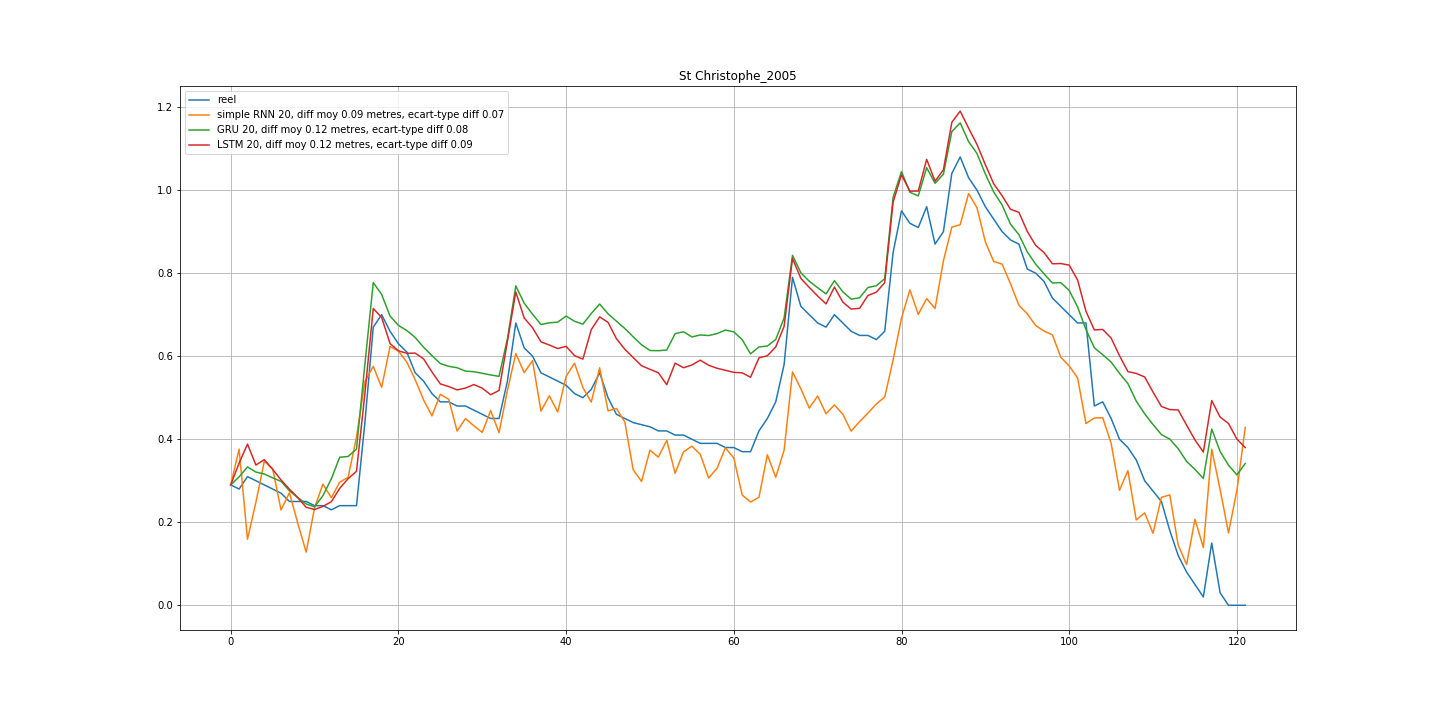 St Christophe_2005
reel
simple RNN 20, diff moy 0.09 metres, ecart-type diff 0.07
GRU 20, diff moy 0.12 metres, ecart-type diff 0.08
LSTM 20, diff moy 0.12 metres, ecart-type diff 0.09
1.2
1.0
0.8
0.6
0.4
0.2
0.0
0 20 40 60 80 100 120